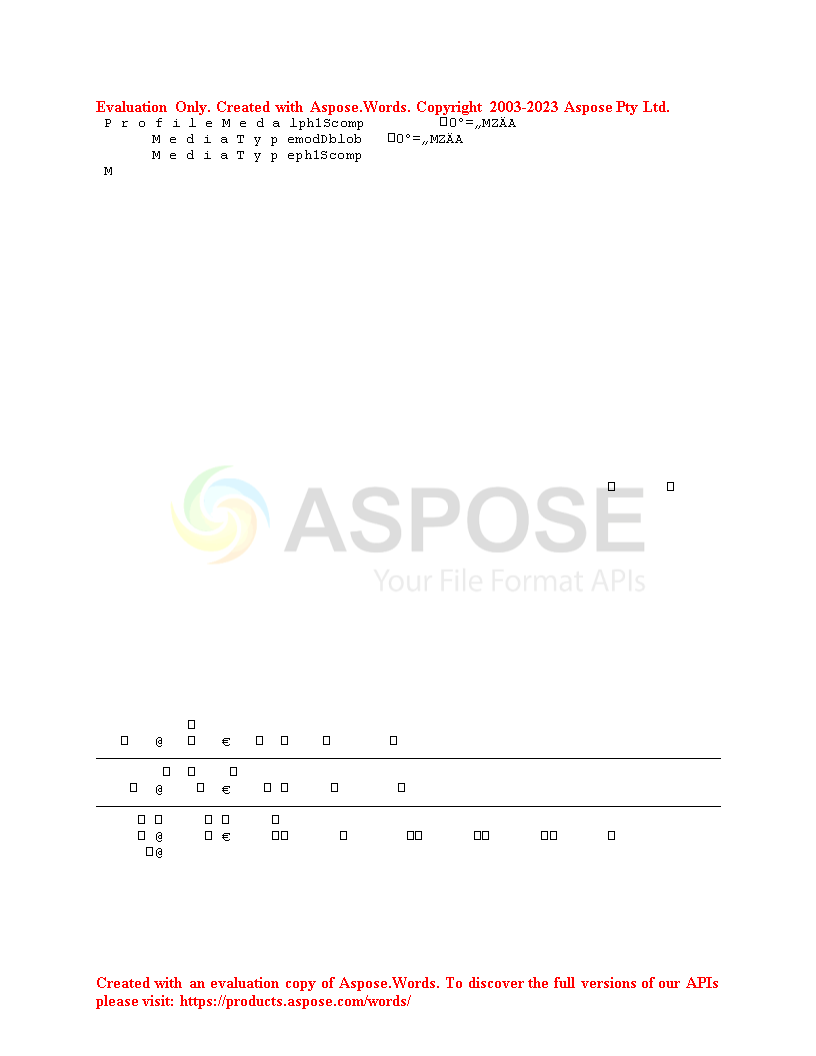 Evaluation Only. Created with Aspose.Words. Copyright 2003-2023 Aspose Pty Ltd.
P r o f i l e M e d a lph1Scomp □0°=„MZÄA
M e d i a T y p emodDblob □0°=„MZÄA
M e d i a T y p eph1Scomp
M
□ □
ASPOSE
Your File Format APIs
□
□ @ □ € □ □ □ □
□ □ □
□ @ □ € □ □ □ □
□ □ □ □ □
□ @ □ € □□ □ □□ □□ □□ □
□@
Created with an evaluation copy of Aspose.Words. To discover the full versions of our APIs
please visit: https://products.aspose.com/words/